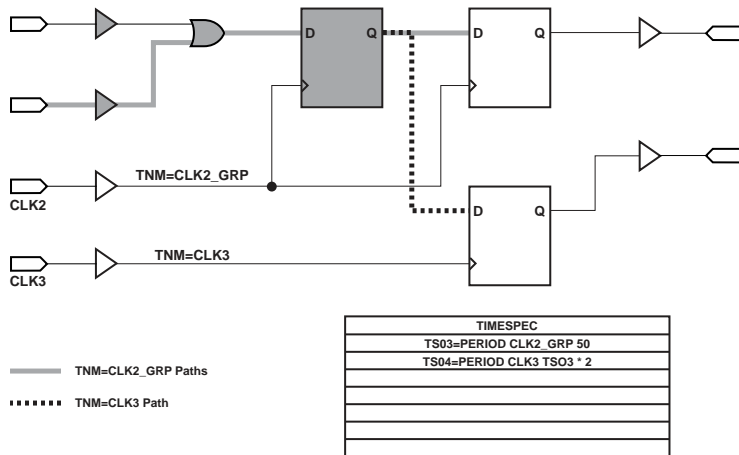 D Q
D Q
TNM=CLK2_GRP
CLK2
D Q
TNM=CLK3
CLK3
TIMESPEC
TS03=PERIOD CLK2_GRP 50
TS04=PERIOD CLK3 TSO3 * 2
TNM=CLK2_GRP Paths
TNM=CLK3 Path